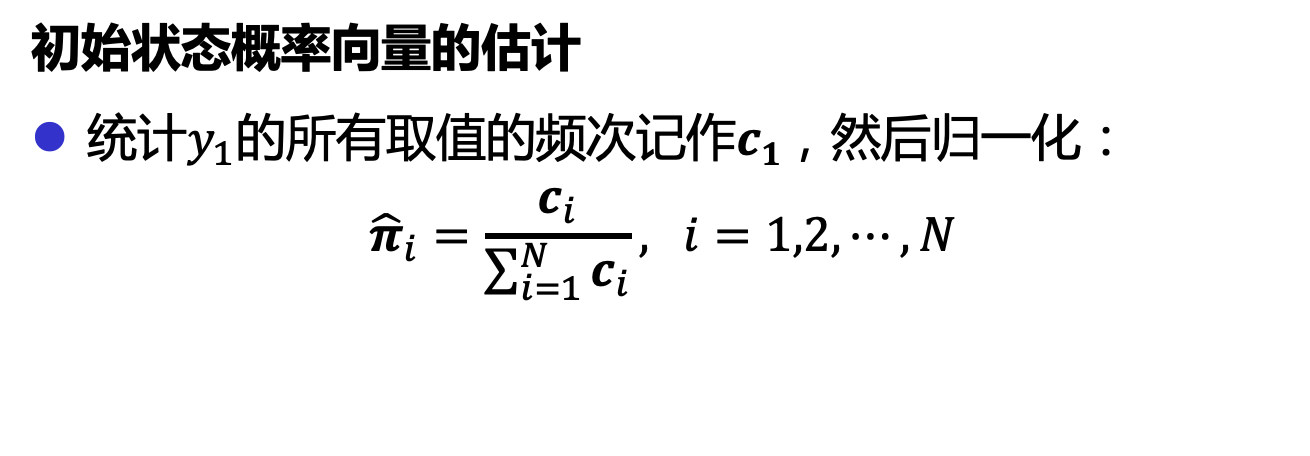 初始状态概率向量的估计
● 统计y₁的所有取值的频次记作c₁，然后归一化：
π̂ᵢ = cᵢ / ∑ᵢ₌₁ᴺ cᵢ, i = 1,2,⋯,N